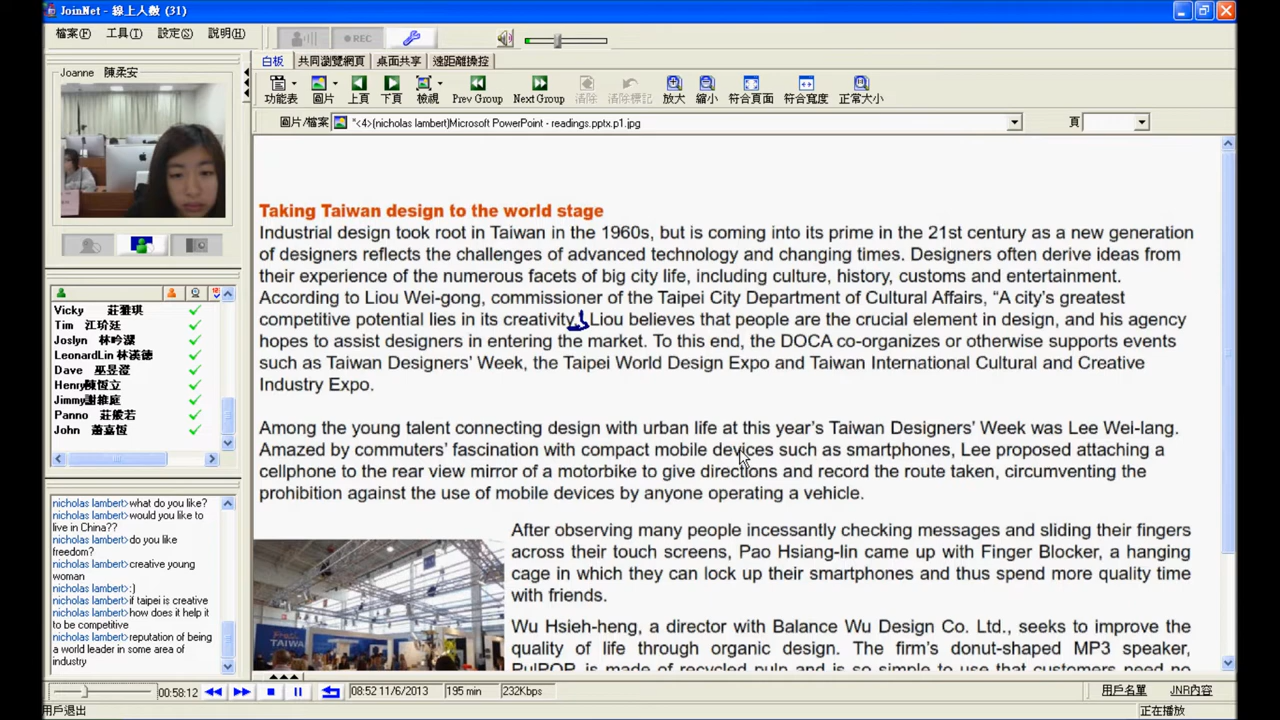 JoinNet - 線上人數 (31)
檔案(F) 工具(I) 設定(S) 說明(H)
REC
Joanne 陳柔安
白板 共同瀏覽網頁 桌面共享 遠距離操控
功能表 圖片 上頁 下頁 檢視 Prev Group Next Group 清除 清除標記 放大 縮小 符合頁面 符合寬度 正常大小
圖片/檔案 *<4>(nicholas lambert)Microsoft PowerPoint - readings.pptx.p1.jpg 頁
Taking Taiwan design to the world stage
Industrial design took root in Taiwan in the 1960s, but is coming into its prime in the 21st century as a new generation
of designers reflects the challenges of advanced technology and changing times. Designers often derive ideas from
their experience of the numerous facets of big city life, including culture, history, customs and entertainment.
According to Liou Wei-gong, commissioner of the Taipei City Department of Cultural Affairs, “A city’s greatest
competitive potential lies in its creativity. Liou believes that people are the crucial element in design, and his agency
hopes to assist designers in entering the market. To this end, the DOCA co-organizes or otherwise supports events
such as Taiwan Designers’ Week, the Taipei World Design Expo and Taiwan International Cultural and Creative
Industry Expo.
Among the young talent connecting design with urban life at this year’s Taiwan Designers’ Week was Lee Wei-lang.
Amazed by commuters’ fascination with compact mobile devices such as smartphones, Lee proposed attaching a
cellphone to the rear view mirror of a motorbike to give directions and record the route taken, circumventing the
prohibition against the use of mobile devices by anyone operating a vehicle.
After observing many people incessantly checking messages and sliding their fingers
across their touch screens, Pao Hsiang-lin came up with Finger Blocker, a hanging
cage in which they can lock up their smartphones and thus spend more quality time
with friends.
Wu Hsieh-heng, a director with Balance Wu Design Co. Ltd., seeks to improve the
quality of life through organic design. The firm’s donut-shaped MP3 speaker,
PulPOP, is made of recycled pulp and is so simple to use that customers need no
TAIWAN
Vicky 莊雅琪
Tim 江玠廷
Joslyn 林吟潔
LeonardLin 林漢德
Dave 巫昱澄
Henry陳恆立
Jimmy謝維庭
Panno 莊般若
John 蕭嘉恆
nicholas lambert> what do you like?
nicholas lambert> would you like to
live in China??
nicholas lambert> do you like
freedom?
nicholas lambert> creative young
woman
nicholas lambert> :)
nicholas lambert> if taipei is creative
nicholas lambert> how does it help it
to be competitive
nicholas lambert> reputation of being
a world leader in some area of
industry
00:58:12 08:52 11/6/2013 195 min 232Kbps 用戶名單 JNR內容
用戶退出 正在播放